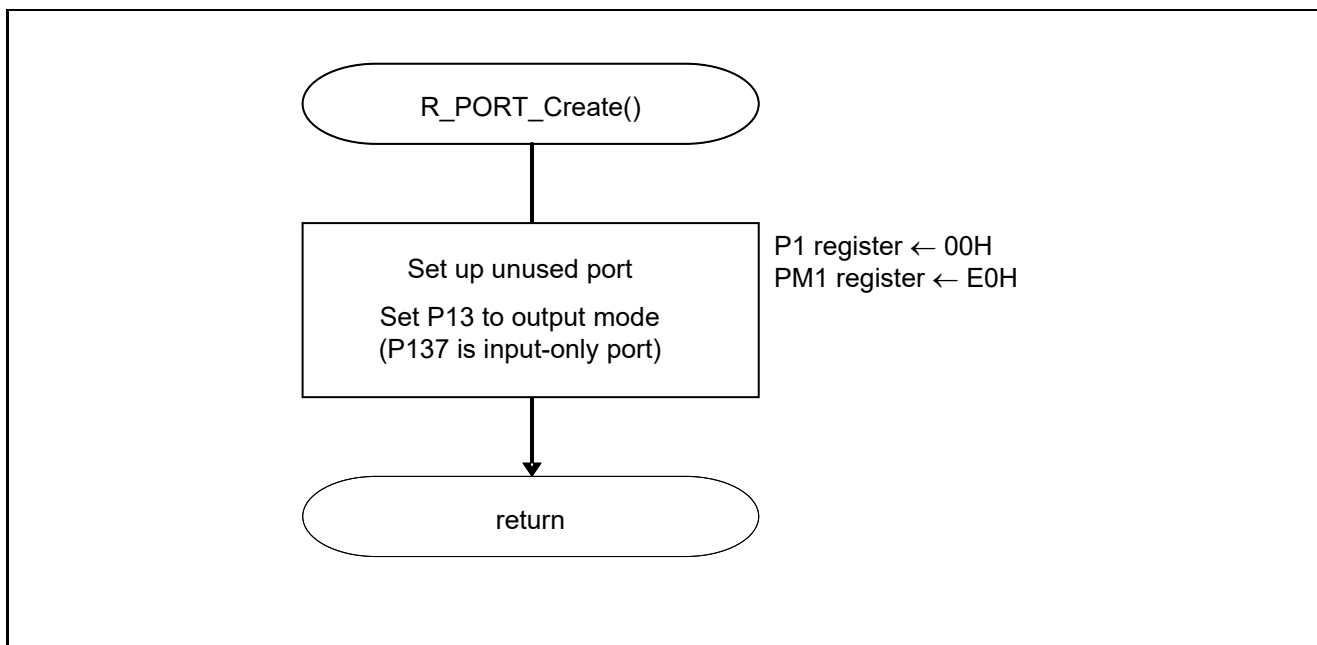 R_PORT_Create()
Set up unused port
Set P13 to output mode
(P137 is input-only port)
P1 register ← 00H
PM1 register ← E0H
return